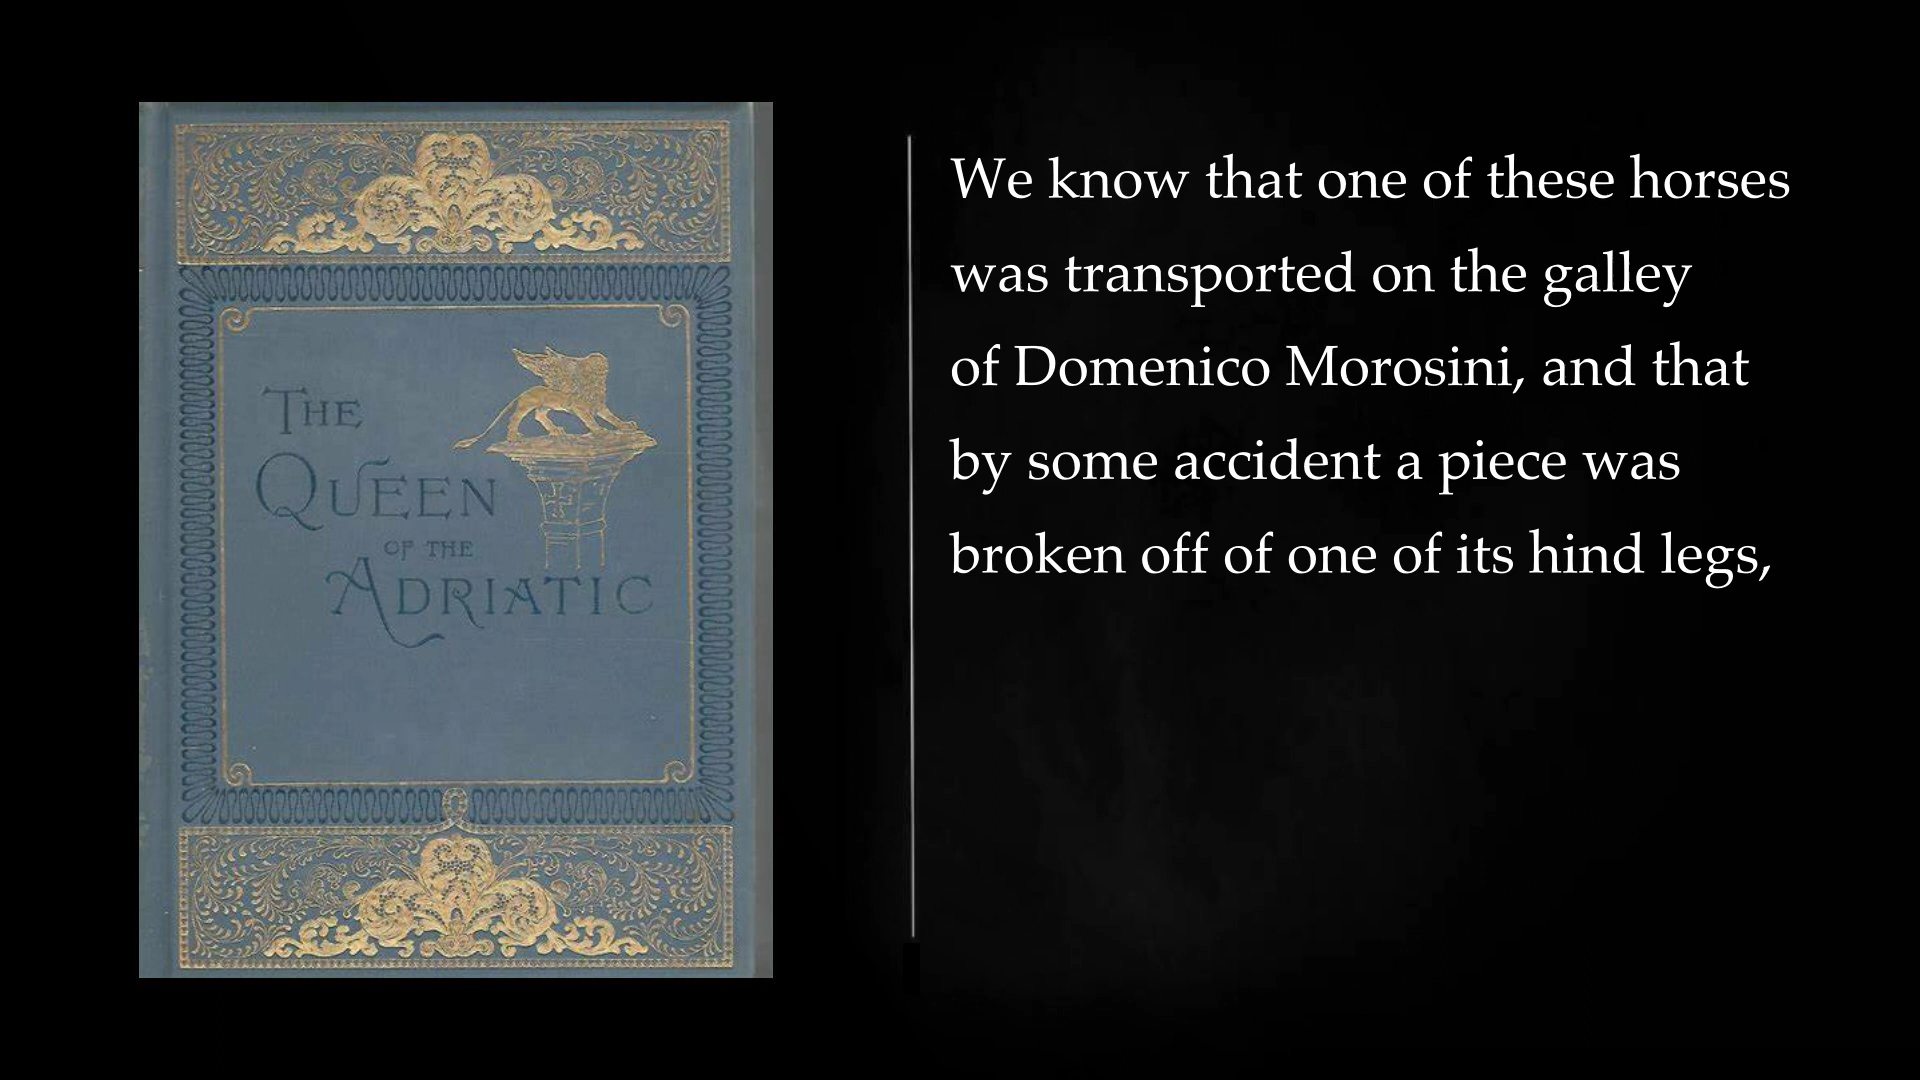 THE
QUEEN
OF THE
ADRIATIC
We know that one of these horses
was transported on the galley
of Domenico Morosini, and that
by some accident a piece was
broken off of one of its hind legs,